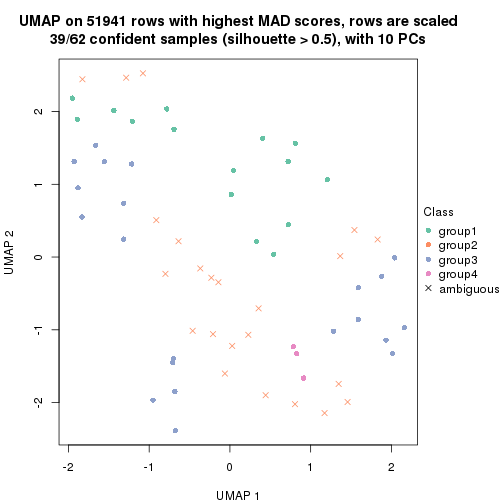 UMAP on 51941 rows with highest MAD scores, rows are scaled
39/62 confident samples (silhouette > 0.5), with 10 PCs
2
1
0
-1
-2
UMAP 2
-2
-1
0
1
2
UMAP 1
Class
group1
group2
group3
group4
ambiguous